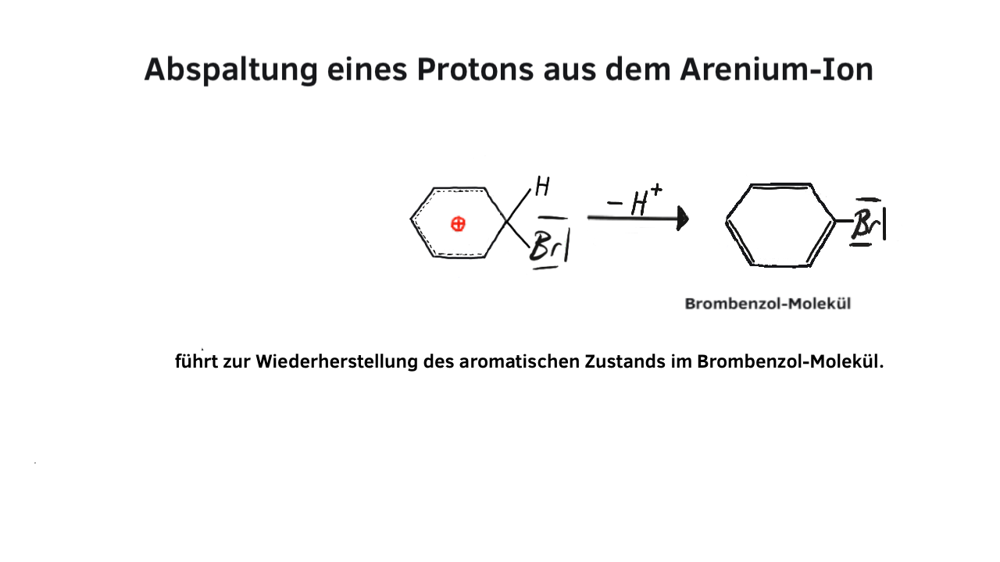 Abspaltung eines Protons aus dem Arenium-Ion
H
⊕
Br
− H⁺
Br
Brombenzol-Molekül
führt zur Wiederherstellung des aromatischen Zustands im Brombenzol-Molekül.